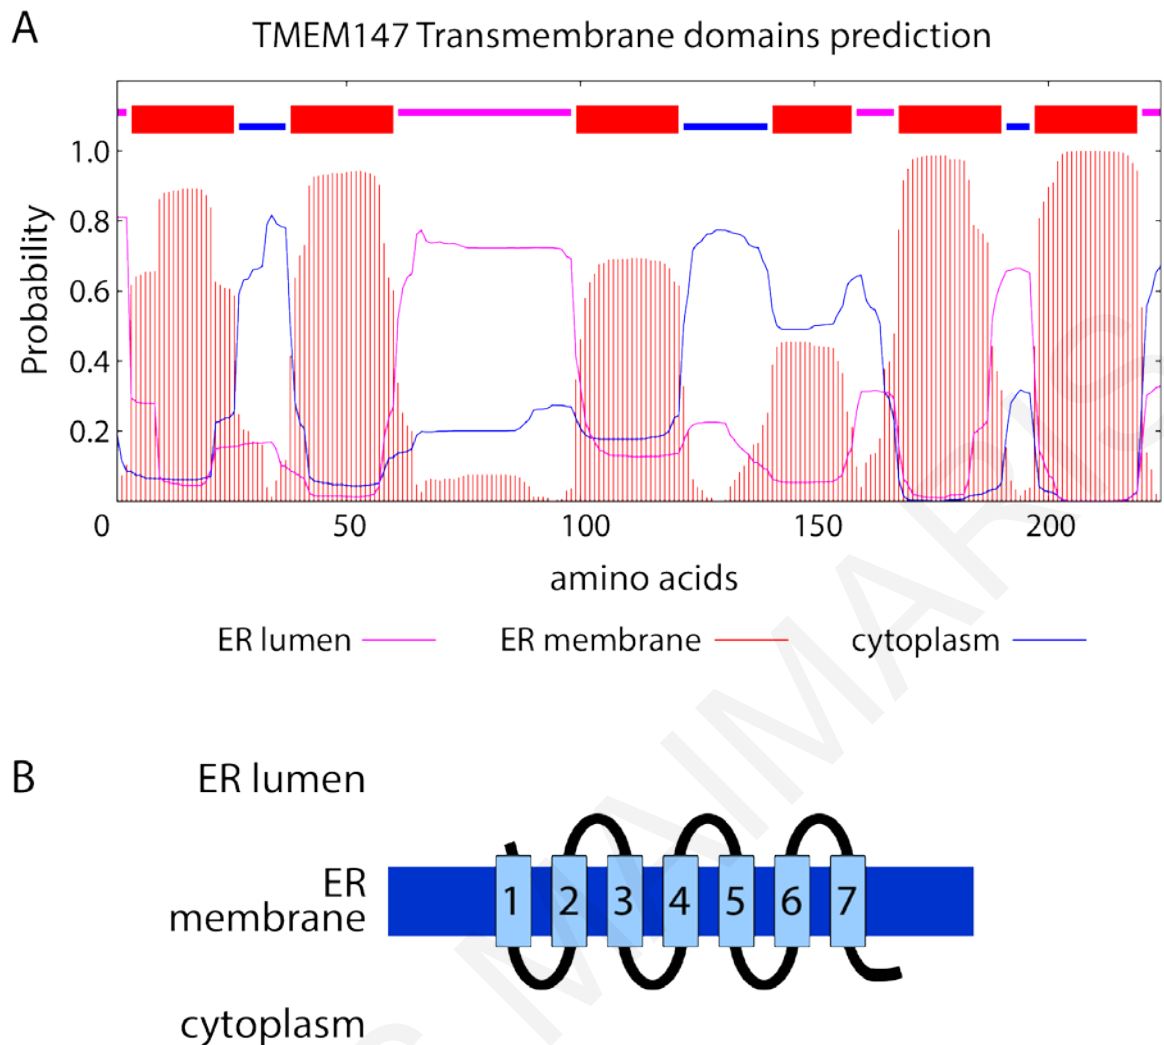 A
TMEM147 Transmembrane domains prediction
1.0
0.8
0.6
0.4
0.2
Probability
0 50 100 150 200
amino acids
ER lumen ER membrane cytoplasm
B
ER lumen
ER
membrane
1 2 3 4 5 6 7
cytoplasm
MAIMARIS